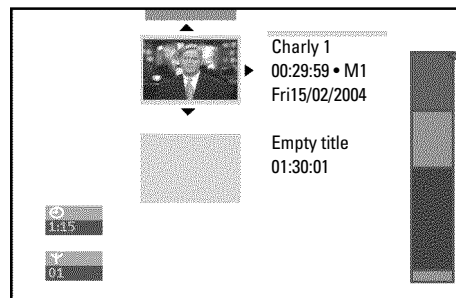 Charly 1
00:29:59 • M1
Fri15/02/2004
Empty title
01:30:01
1:15
01